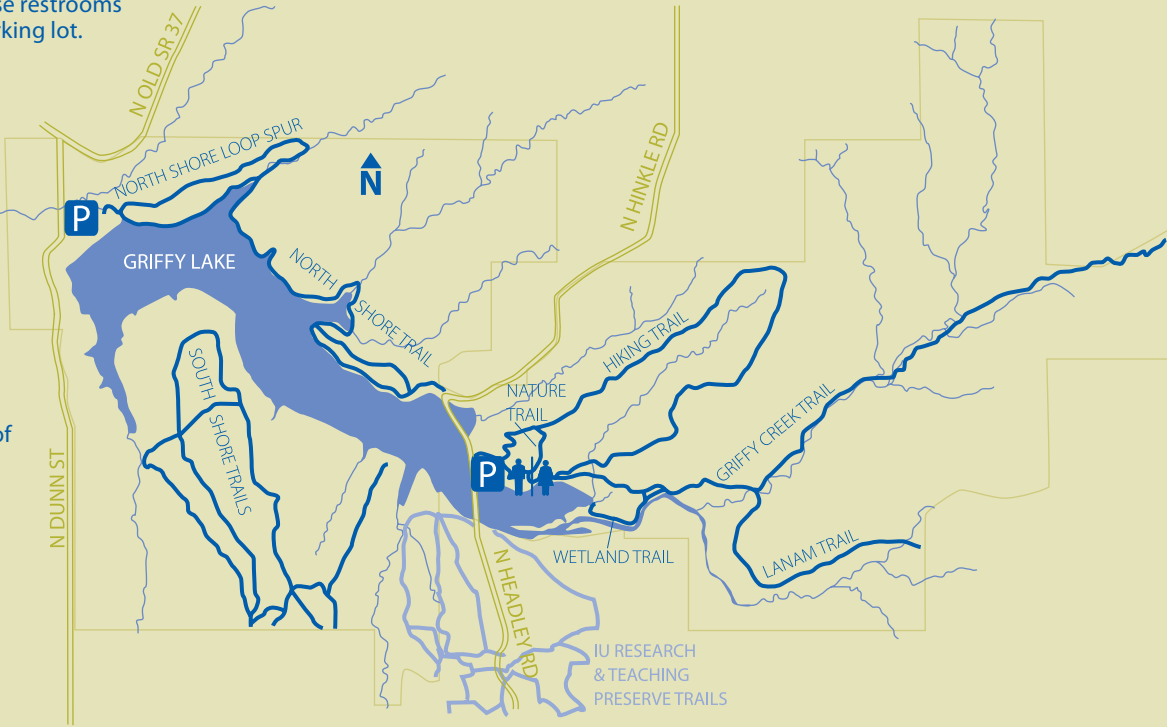 se restrooms
rking lot.
N OLD SR 37
NORTH SHORE LOOP SPUR
N
P
N HINKLE RD
GRIFFY LAKE
NORTH
SHORE TRAIL
HIKING TRAIL
SOUTH
SHORE TRAILS
NATURE
TRAIL
GRIFFY CREEK TRAIL
of
P
N DUNN ST
WETLAND TRAIL
LANAM TRAIL
N HEADLEY RD
IU RESEARCH
& TEACHING
PRESERVE TRAILS